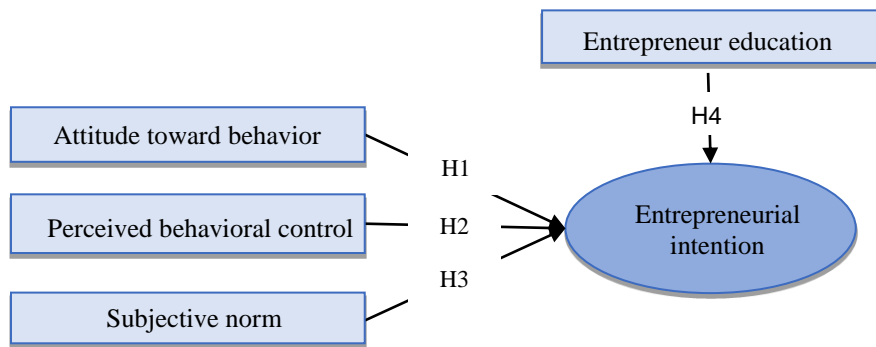 Entrepreneur education
H4
Attitude toward behavior
H1
Perceived behavioral control
H2
Entrepreneurial
intention
H3
Subjective norm